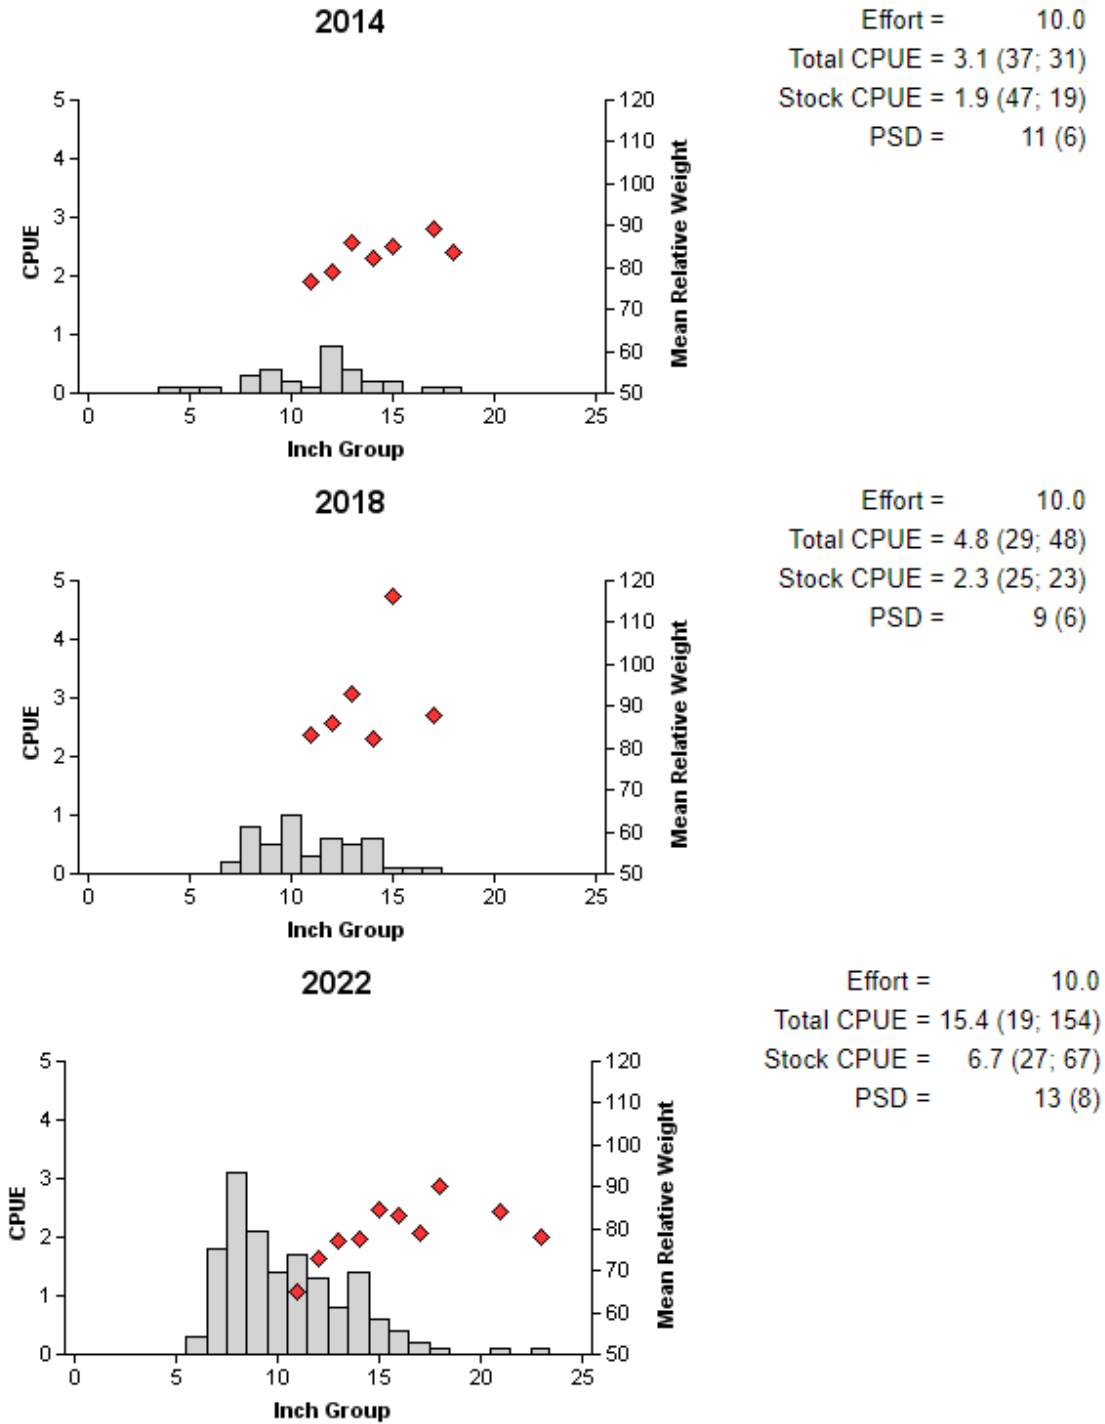 2014
Effort = 10.0
Total CPUE = 3.1 (37; 31)
Stock CPUE = 1.9 (47; 19)
PSD = 11 (6)
5
4
3
2
1
0
CPUE
120
110
100
90
80
70
60
50
Mean Relative Weight
0 5 10 15 20 25
Inch Group
2018
Effort = 10.0
Total CPUE = 4.8 (29; 48)
Stock CPUE = 2.3 (25; 23)
PSD = 9 (6)
5
4
3
2
1
0
CPUE
120
110
100
90
80
70
60
50
Mean Relative Weight
0 5 10 15 20 25
Inch Group
2022
Effort = 10.0
Total CPUE = 15.4 (19; 154)
Stock CPUE = 6.7 (27; 67)
PSD = 13 (8)
5
4
3
2
1
0
CPUE
120
110
100
90
80
70
60
50
Mean Relative Weight
0 5 10 15 20 25
Inch Group